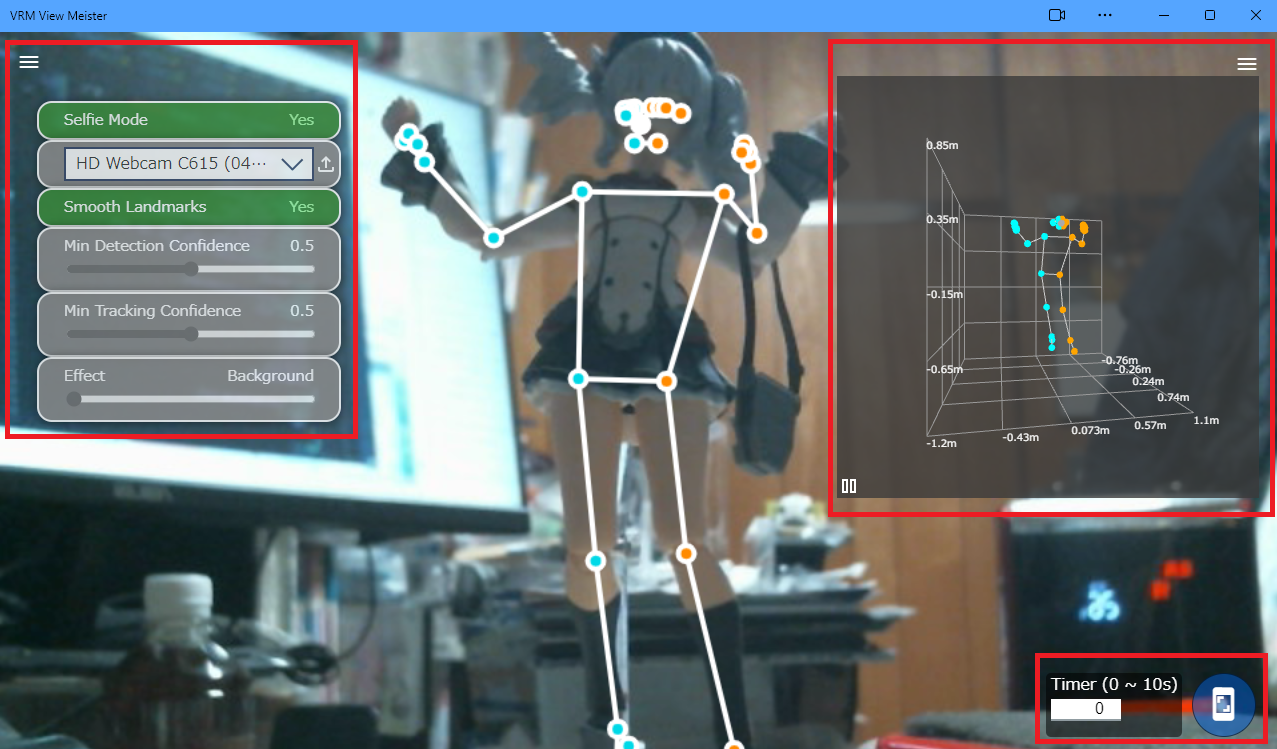 VRM View Meister
Selfie Mode Yes
HD Webcam C615 (04⋯
Smooth Landmarks Yes
Min Detection Confidence 0.5
Min Tracking Confidence 0.5
Effect Background
0.85m
0.35m
-0.15m
-0.65m
-1.2m
-0.43m
0.073m
0.57m
1.1m
0.74m
0.24m
-0.26m
-0.76m
Timer (0 ~ 10s)
0